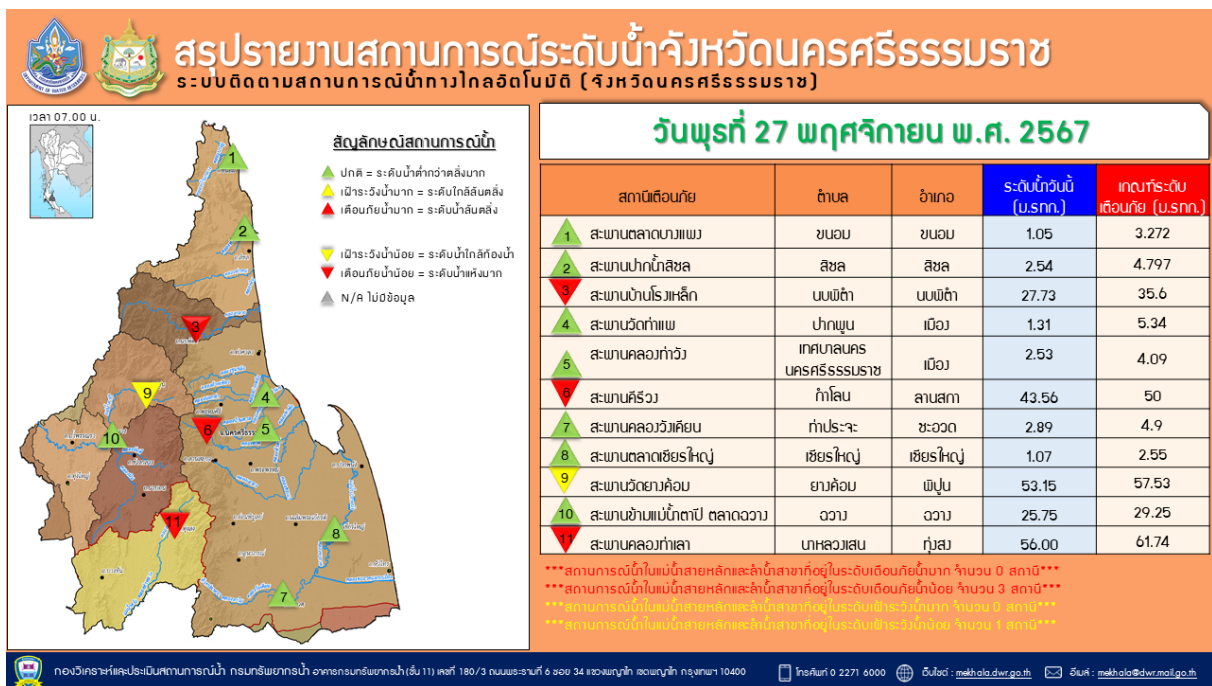 สรุปรายงานสถานการณ์ระดับน้ำจังหวัดนครศรีธรรมราช
ระบบติดตามสถานการณ์น้ำทางไกลอัตโนมัติ (จังหวัดนครศรีธรรมราช)
เวลา 07.00 น.
สัญลักษณ์สถานการณ์น้ำ
ปกติ = ระดับน้ำต่ำกว่าตลิ่งมาก
เฝ้าระวังน้ำมาก = ระดับใกล้ล้นตลิ่ง
เตือนภัยน้ำมาก = ระดับน้ำล้นตลิ่ง
เฝ้าระวังน้ำน้อย = ระดับน้ำใกล้ท้องน้ำ
เตือนภัยน้ำน้อย = ระดับน้ำแห้งมาก
N/A ไม่มีข้อมูล
1
2
3
9
4
6
5
10
11
8
7
วันพุธที่ 27 พฤศจิกายน พ.ศ. 2567
สถานีเตือนภัย ตำบล อำเภอ ระดับน้ำวันนี้ (ม.รทก.) เกณฑ์ระดับเตือนภัย (ม.รทก.)
1 สะพานตลาดบางแพง ขนอม ขนอม 1.05 3.272
2 สะพานปากน้ำสิชล สิชล สิชล 2.54 4.797
3 สะพานบ้านโรงเหล็ก นบพิตำ นบพิตำ 27.73 35.6
4 สะพานวัดท่าแพ ปากพูน เมือง 1.31 5.34
5 สะพานคลองท่าวัง เทศบาลนครนครศรีธรรมราช เมือง 2.53 4.09
6 สะพานคีรีวง กำโลน ลานสกา 43.56 50
7 สะพานคลองวังเคียน ท่าประจะ ชะอวด 2.89 4.9
8 สะพานตลาดเชียรใหญ่ เชียรใหญ่ เชียรใหญ่ 1.07 2.55
9 สะพานวัดยางค้อม ยางค้อม พิปูน 53.15 57.53
10 สะพานข้ามแม่น้ำตาปี ตลาดฉวาง ฉวาง ฉวาง 25.75 29.25
11 สะพานคลองท่าเลา นาหลวงเสน ทุ่งสง 56.00 61.74
***สถานการณ์น้ำในแม่น้ำสายหลักและลำน้ำสาขาที่อยู่ในระดับเตือนภัยน้ำมาก จำนวน 0 สถานี***
***สถานการณ์น้ำในแม่น้ำสายหลักและลำน้ำสาขาที่อยู่ในระดับเตือนภัยน้ำน้อย จำนวน 3 สถานี***
***สถานการณ์น้ำในแม่น้ำสายหลักและลำน้ำสาขาที่อยู่ในระดับเฝ้าระวังน้ำมาก จำนวน 0 สถานี***
***สถานการณ์น้ำในแม่น้ำสายหลักและลำน้ำสาขาที่อยู่ในระดับเฝ้าระวังน้ำน้อย จำนวน 1 สถานี***
กองวิเคราะห์และประเมินสถานการณ์น้ำ กรมทรัพยากรน้ำ อาคารกรมทรัพยากรน้ำ (ชั้น 11) เลขที่ 180/3 ถนนพระรามที่ 6 ซอย 34 แขวงพญาไท เขตพญาไท กรุงเทพฯ 10400 โทรศัพท์ 0 2271 6000 เว็บไซต์ : mekhala.dwr.go.th อีเมล์ : mekhala@dwr.mail.go.th